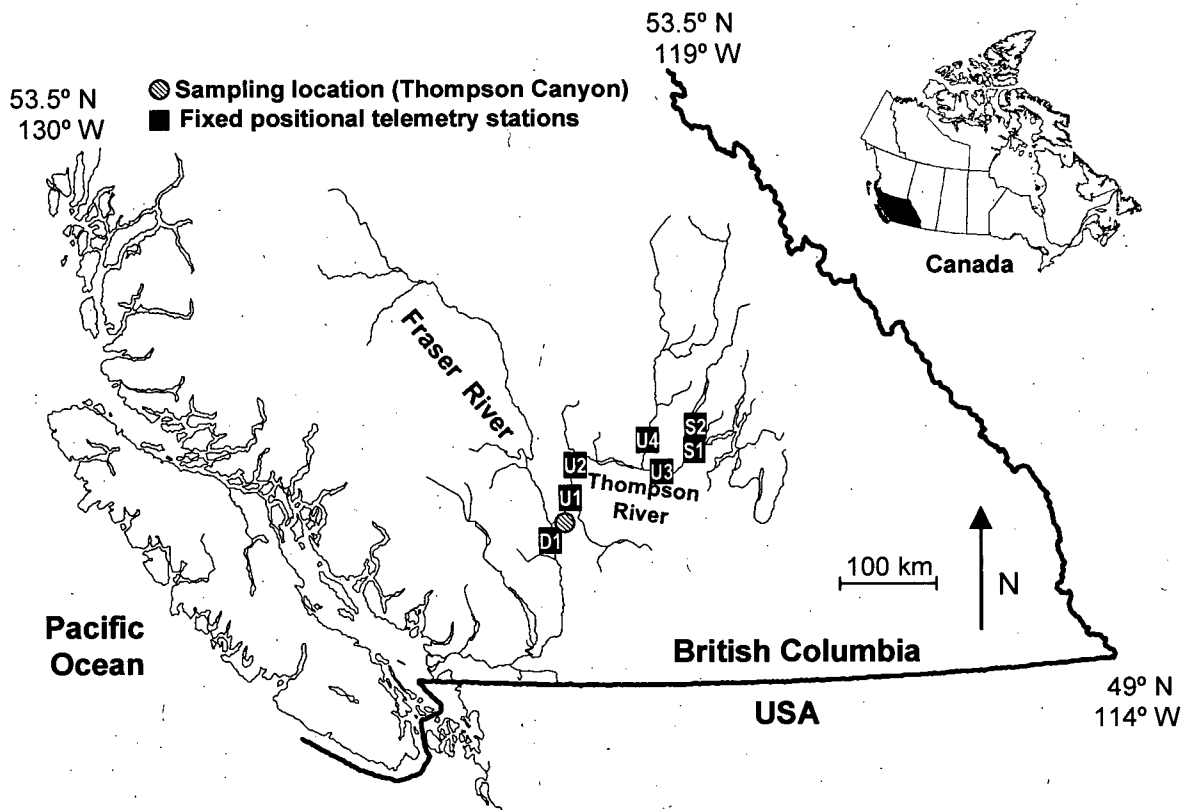 53.5º N
119º W
Sampling location (Thompson Canyon)
Fixed positional telemetry stations
53.5º N
130º W
Canada
Fraser River
U4
S2
S1
U2
U3
U1
Thompson
River
D1
100 km
N
Pacific
Ocean
British Columbia
USA
49º N
114º W